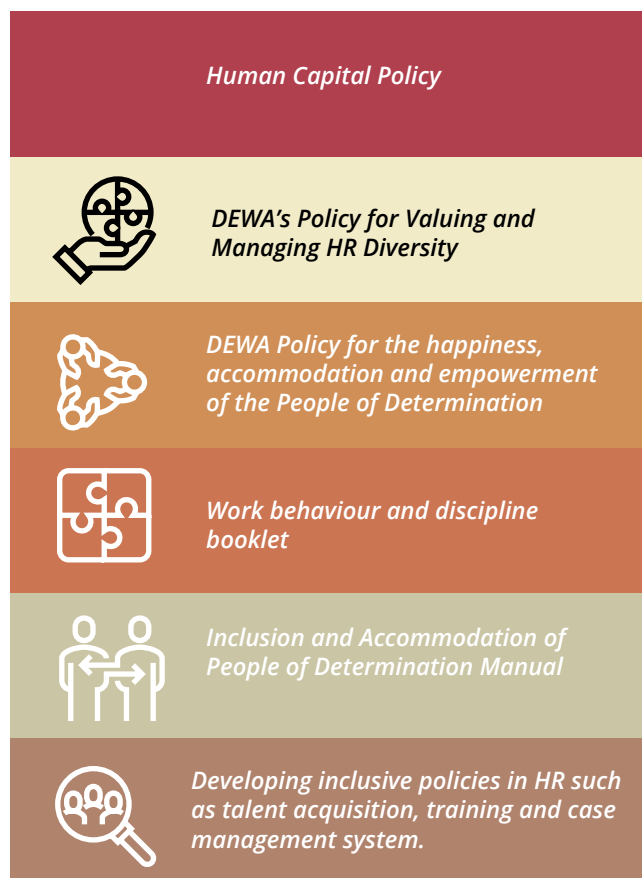 Human Capital Policy
DEWA's Policy for Valuing and
Managing HR Diversity
DEWA Policy for the happiness,
accommodation and empowerment
of the People of Determination
Work behaviour and discipline
booklet
Inclusion and Accommodation of
People of Determination Manual
Developing inclusive policies in HR such
as talent acquisition, training and case
management system.